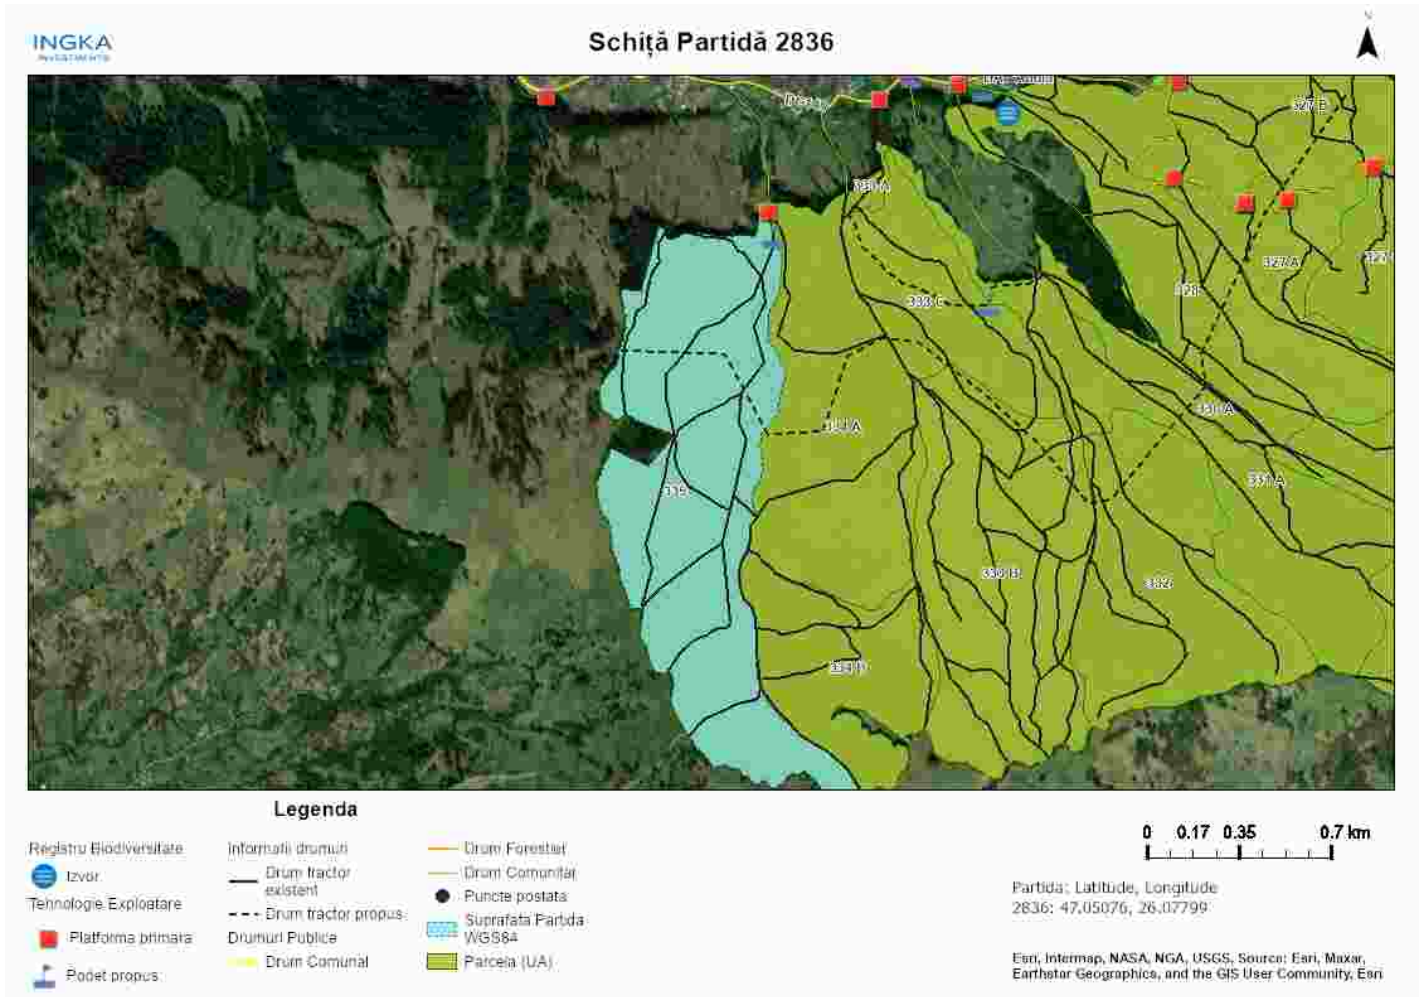 INGKA
INVESTMENTS
Schiță Partidă 2836
N
327 B
330 A
327 A
328
333 C
334 A
331 A
335
332
334 H
Legenda
Registru Biodiversitate
Izvor
Tehnologie Exploatare
Platforma primara
Podet propus
Informatii drumuri
Drum tractor
existent
Drum tractor propus
Drumuri Publice
Drum Comunal
Drum Forestier
Drum Comunitar
Puncte postata
Suprafata Partida
WGS84
Parcela (UA)
0 0.17 0.35 0.7 km
Partida: Latitude, Longitude
2836: 47.05076, 26.07799
Esri, Intermap, NASA, NGA, USGS, Source: Esri, Maxar,
Earthstar Geographics, and the GIS User Community, Esri